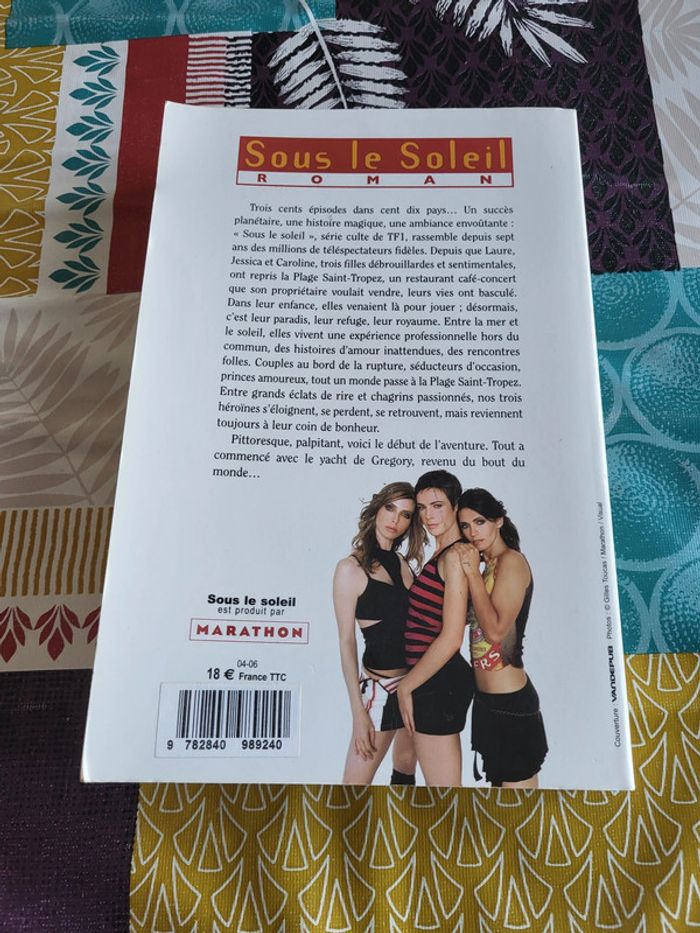 Sous le Soleil
ROMAN
Trois cents épisodes dans cent dix pays... Un succès
planétaire, une histoire magique, une ambiance envoûtante :
« Sous le soleil », série culte de TF1, rassemble depuis sept
ans des millions de téléspectateurs fidèles. Depuis que Laure,
Jessica et Caroline, trois filles débrouillardes et sentimentales,
ont repris la Plage Saint-Tropez, un restaurant café-concert
que son propriétaire voulait vendre, leurs vies ont basculé.
Dans leur enfance, elles venaient là pour jouer ; désormais,
c'est leur paradis, leur refuge, leur royaume. Entre la mer et
le soleil, elles vivent une expérience professionnelle hors du
commun, des histoires d'amour inattendues, des rencontres
folles. Couples au bord de la rupture, séducteurs d'occasion,
princes amoureux, tout un monde passe à la Plage Saint-Tropez.
Entre grands éclats de rire et chagrins passionnés, nos trois
héroïnes s'éloignent, se perdent, se retrouvent, mais reviennent
toujours à leur coin de bonheur.
Pittoresque, palpitant, voici le début de l'aventure. Tout a
commencé avec le yacht de Gregory, revenu du bout du
monde...
Sous le soleil
est produit par
MARATHON
04-06
18 € France TTC
9 782840 989240
Couverture : VANDEPUB Photos : © Gilles Toucas / Marathon / Visual
ERS